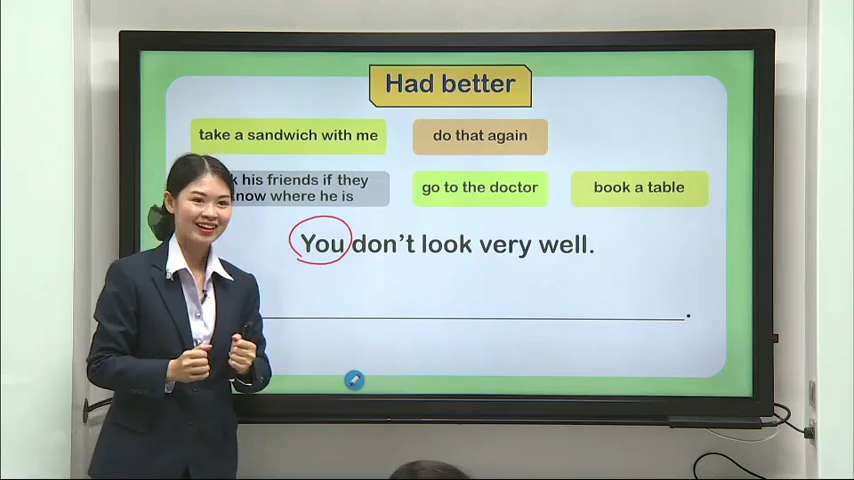 Had better
take a sandwich with me
do that again
his friends if they
where he is
go to the doctor
book a table
You don't look very well.
.